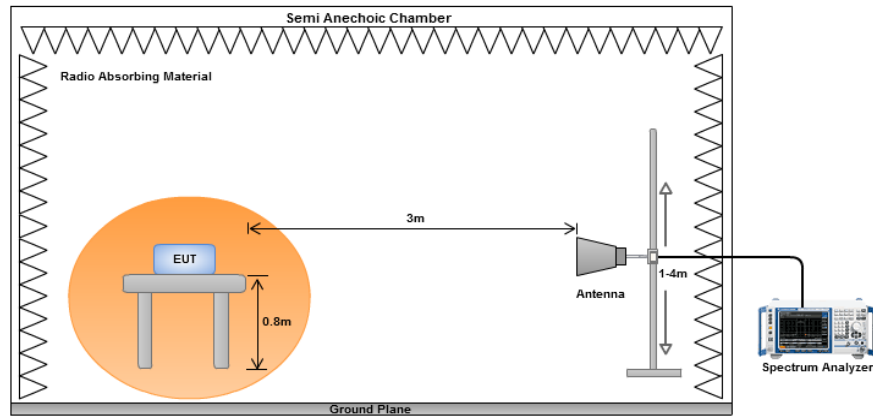 Semi Anechoic Chamber
Radio Absorbing Material
3m
EUT
1-4m
Antenna
0.8m
Spectrum Analyzer
Ground Plane